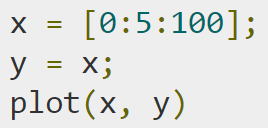 x = [0:5:100];
y = x;
plot(x, y)